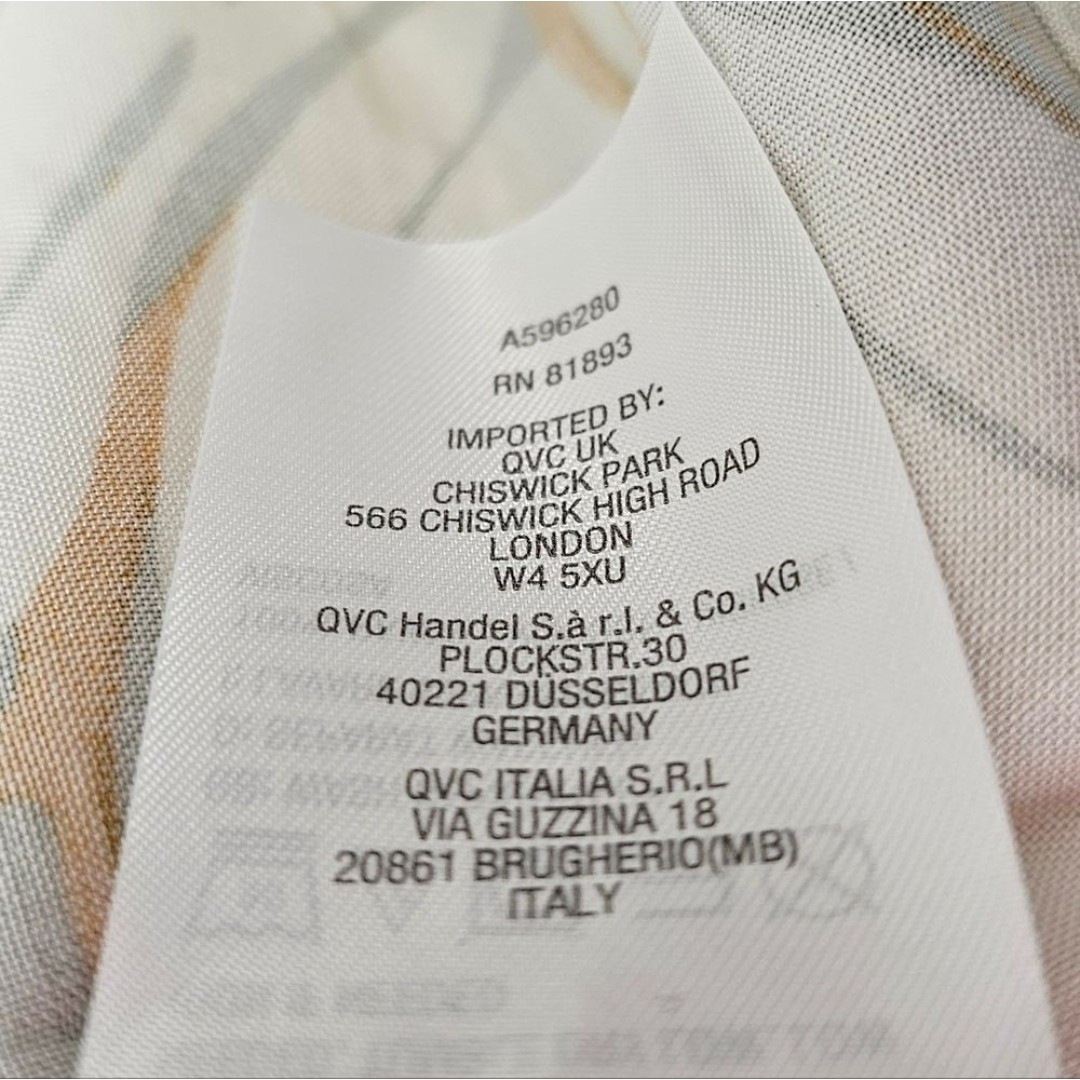 A596280
RN 81893
IMPORTED BY:
QVC UK
CHISWICK PARK
566 CHISWICK HIGH ROAD
LONDON
W4 5XU
QVC Handel S.à r.l. & Co. KG
PLOCKSTR.30
40221 DÜSSELDORF
GERMANY
QVC ITALIA S.R.L
VIA GUZZINA 18
20861 BRUGHERIO(MB)
ITALY